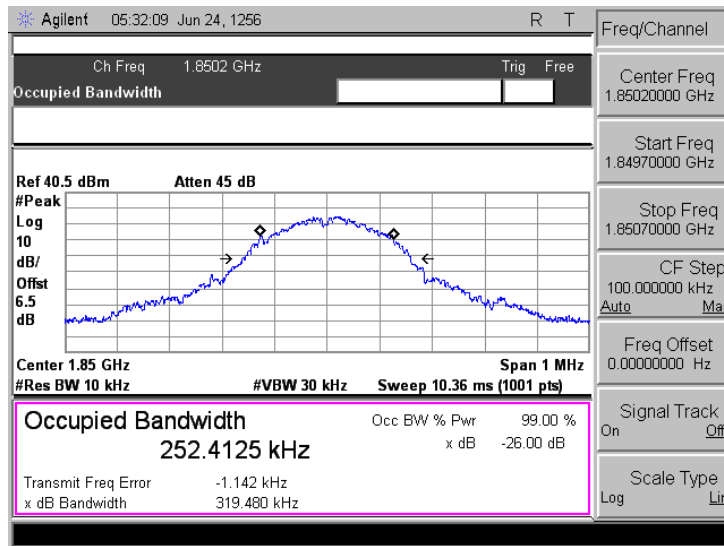 Agilent 05:32:09 Jun 24, 1256 R T
Ch Freq 1.8502 GHz Trig Free
Occupied Bandwidth
Ref 40.5 dBm Atten 45 dB
#Peak
Log
10
dB/
Offst
6.5
dB
Center 1.85 GHz Span 1 MHz
#Res BW 10 kHz #VBW 30 kHz Sweep 10.36 ms (1001 pts)
Occupied Bandwidth Occ BW % Pwr 99.00 %
252.4125 kHz x dB -26.00 dB
Transmit Freq Error -1.142 kHz
x dB Bandwidth 319.480 kHz
Freq/Channel
Center Freq
1.85020000 GHz
Start Freq
1.84970000 GHz
Stop Freq
1.85070000 GHz
CF Step
100.000000 kHz
Auto Ma
Freq Offset
0.00000000 Hz
Signal Track
On Off
Scale Type
Log Lin